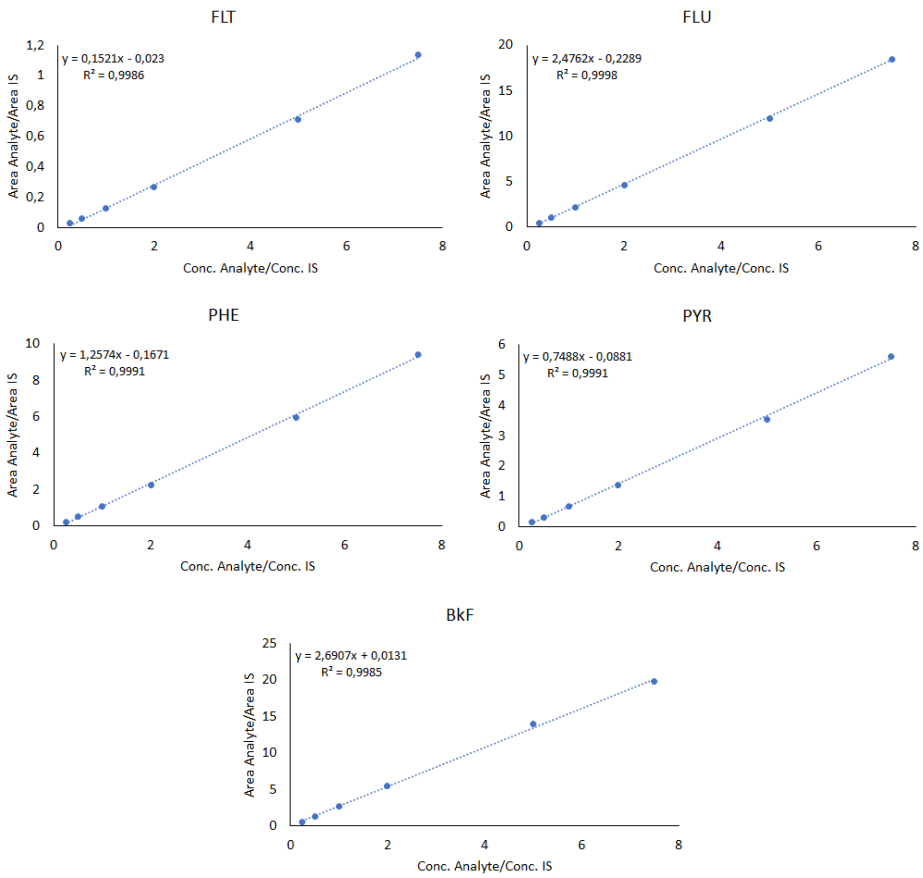 FLT
y = 0,1521x - 0,023
R² = 0,9986
1,2
1
0,8
0,6
0,4
0,2
0
Area Analyte/Area IS
0 2 4 6 8
Conc. Analyte/Conc. IS
FLU
y = 2,4762x - 0,2289
R² = 0,9998
20
15
10
5
0
Area Analyte/Area IS
0 2 4 6 8
Conc. Analyte/Conc. IS
PHE
y = 1,2574x - 0,1671
R² = 0,9991
10
8
6
4
2
0
Area Analyte/Area IS
0 2 4 6 8
Conc. Analyte/Conc. IS
PYR
y = 0,7488x - 0,0881
R² = 0,9991
6
5
4
3
2
1
0
Area Analyte/Area IS
0 2 4 6 8
Conc. Analyte/Conc. IS
BkF
y = 2,6907x + 0,0131
R² = 0,9985
25
20
15
10
5
0
Area Analyte/Area IS
0 2 4 6 8
Conc. Analyte/Conc. IS